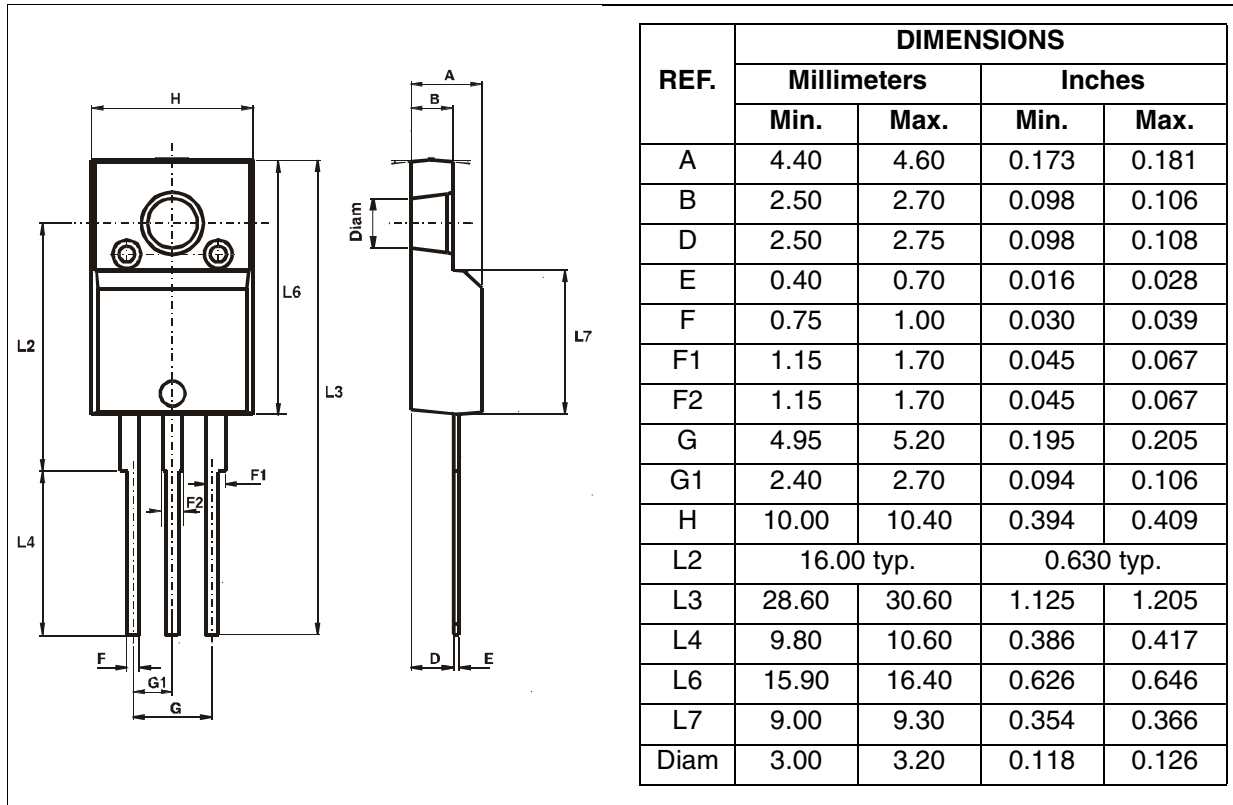 H
L2
L4
L6
L3
F1
F2
F
G1
G
A
B
Diam
L7
D
E
REF.
DIMENSIONS
Millimeters Inches
Min. Max. Min. Max.
A 4.40 4.60 0.173 0.181
B 2.50 2.70 0.098 0.106
D 2.50 2.75 0.098 0.108
E 0.40 0.70 0.016 0.028
F 0.75 1.00 0.030 0.039
F1 1.15 1.70 0.045 0.067
F2 1.15 1.70 0.045 0.067
G 4.95 5.20 0.195 0.205
G1 2.40 2.70 0.094 0.106
H 10.00 10.40 0.394 0.409
L2 16.00 typ. 0.630 typ.
L3 28.60 30.60 1.125 1.205
L4 9.80 10.60 0.386 0.417
L6 15.90 16.40 0.626 0.646
L7 9.00 9.30 0.354 0.366
Diam 3.00 3.20 0.118 0.126